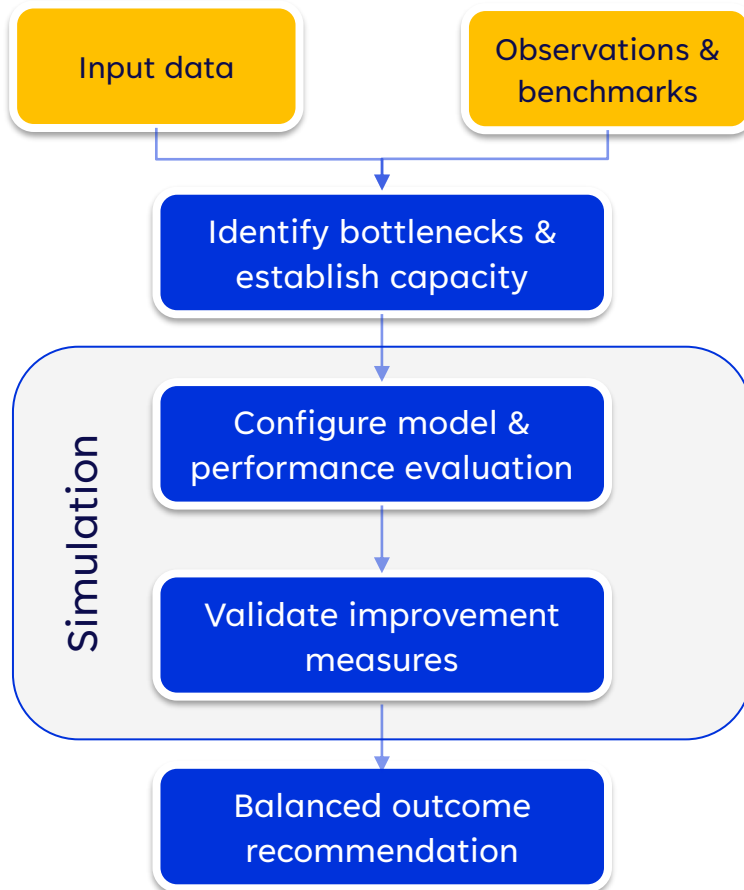 Input data
Observations &
benchmarks
Identify bottlenecks &
establish capacity
Simulation
Configure model &
performance evaluation
Validate improvement
measures
Balanced outcome
recommendation